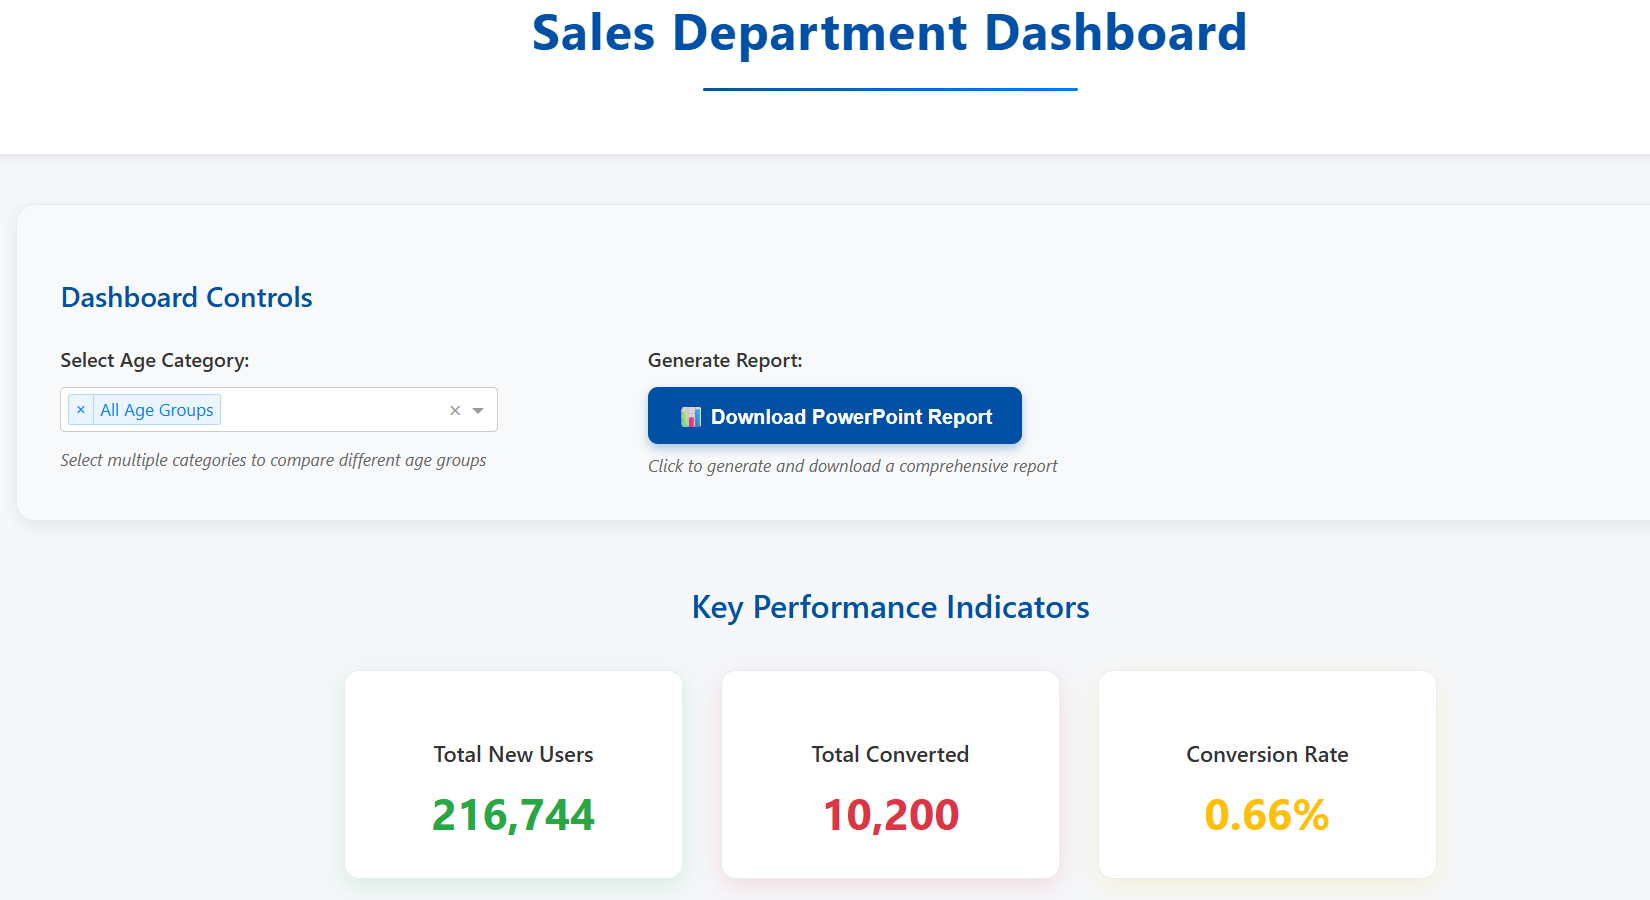 Sales Department Dashboard
Dashboard Controls
Select Age Category:
× All Age Groups ×
Select multiple categories to compare different age groups
Generate Report:
Download PowerPoint Report
Click to generate and download a comprehensive report
Key Performance Indicators
Total New Users
216,744
Total Converted
10,200
Conversion Rate
0.66%